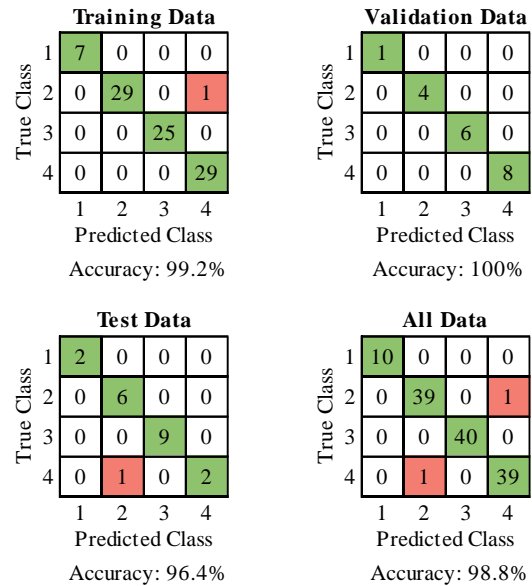 Training Data
True Class
1 7 0 0 0
2 0 29 0 1
3 0 0 25 0
4 0 0 0 29
1 2 3 4
Predicted Class
Accuracy: 99.2%
Validation Data
True Class
1 1 0 0 0
2 0 4 0 0
3 0 0 6 0
4 0 0 0 8
1 2 3 4
Predicted Class
Accuracy: 100%
Test Data
True Class
1 2 0 0 0
2 0 6 0 0
3 0 0 9 0
4 0 1 0 2
1 2 3 4
Predicted Class
Accuracy: 96.4%
All Data
True Class
1 10 0 0 0
2 0 39 0 1
3 0 0 40 0
4 0 1 0 39
1 2 3 4
Predicted Class
Accuracy: 98.8%